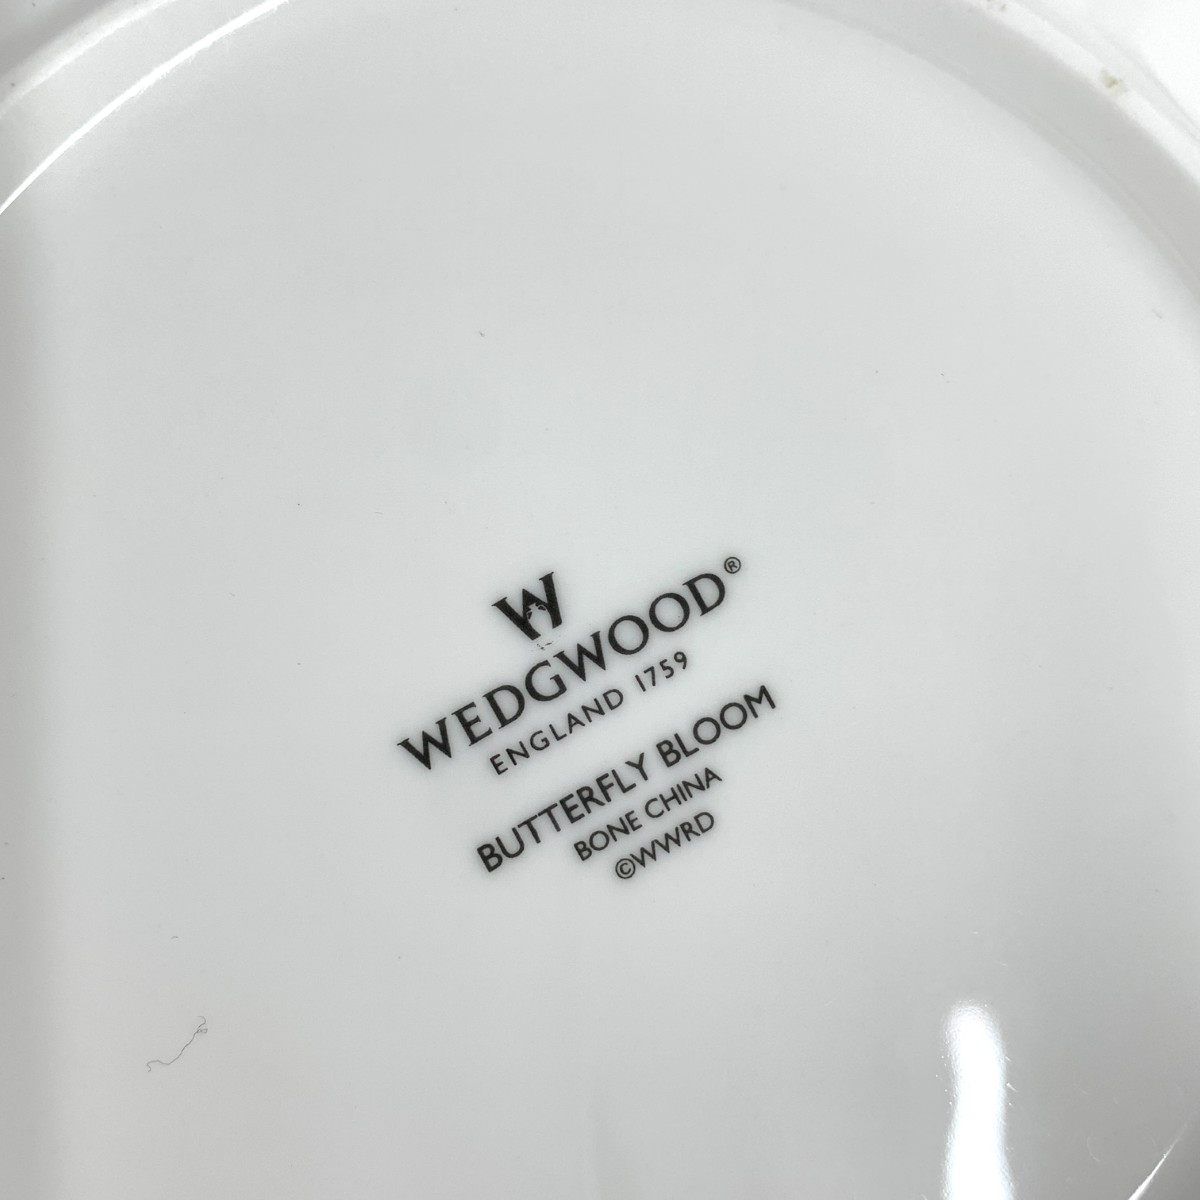 W
WEDGWOOD®
ENGLAND 1759
BUTTERFLY BLOOM
BONE CHINA
©WWRD